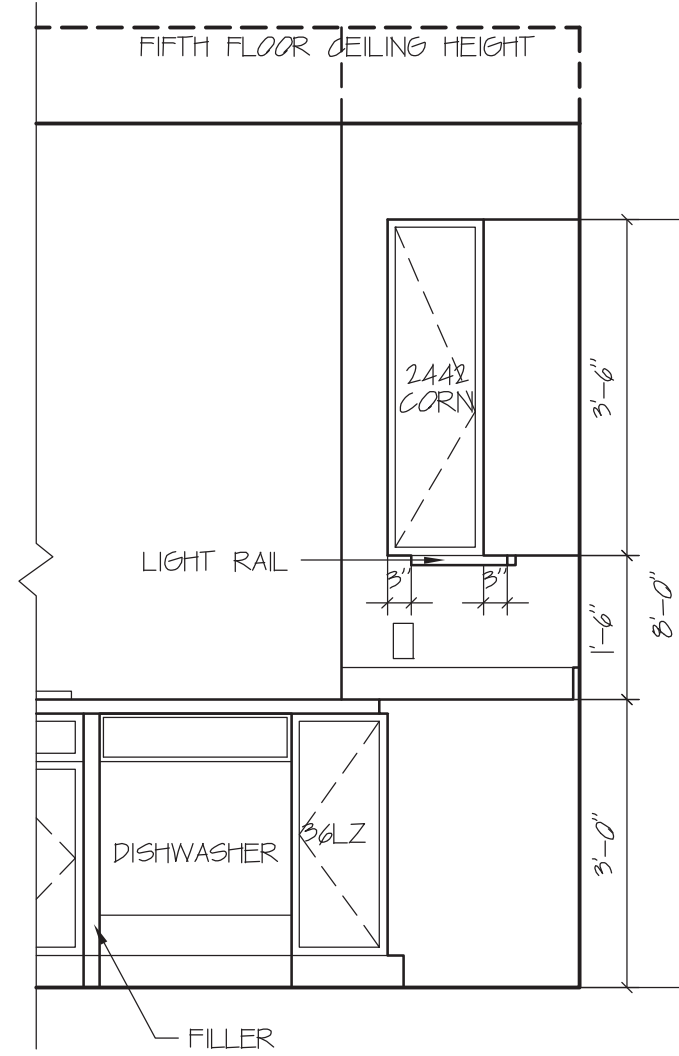 FIFTH FLOOR CEILING HEIGHT
2442
CORN
3'-6"
LIGHT RAIL
3"
3"
1'-6"
8'-0"
36LZ
DISHWASHER
3'-0"
FILLER